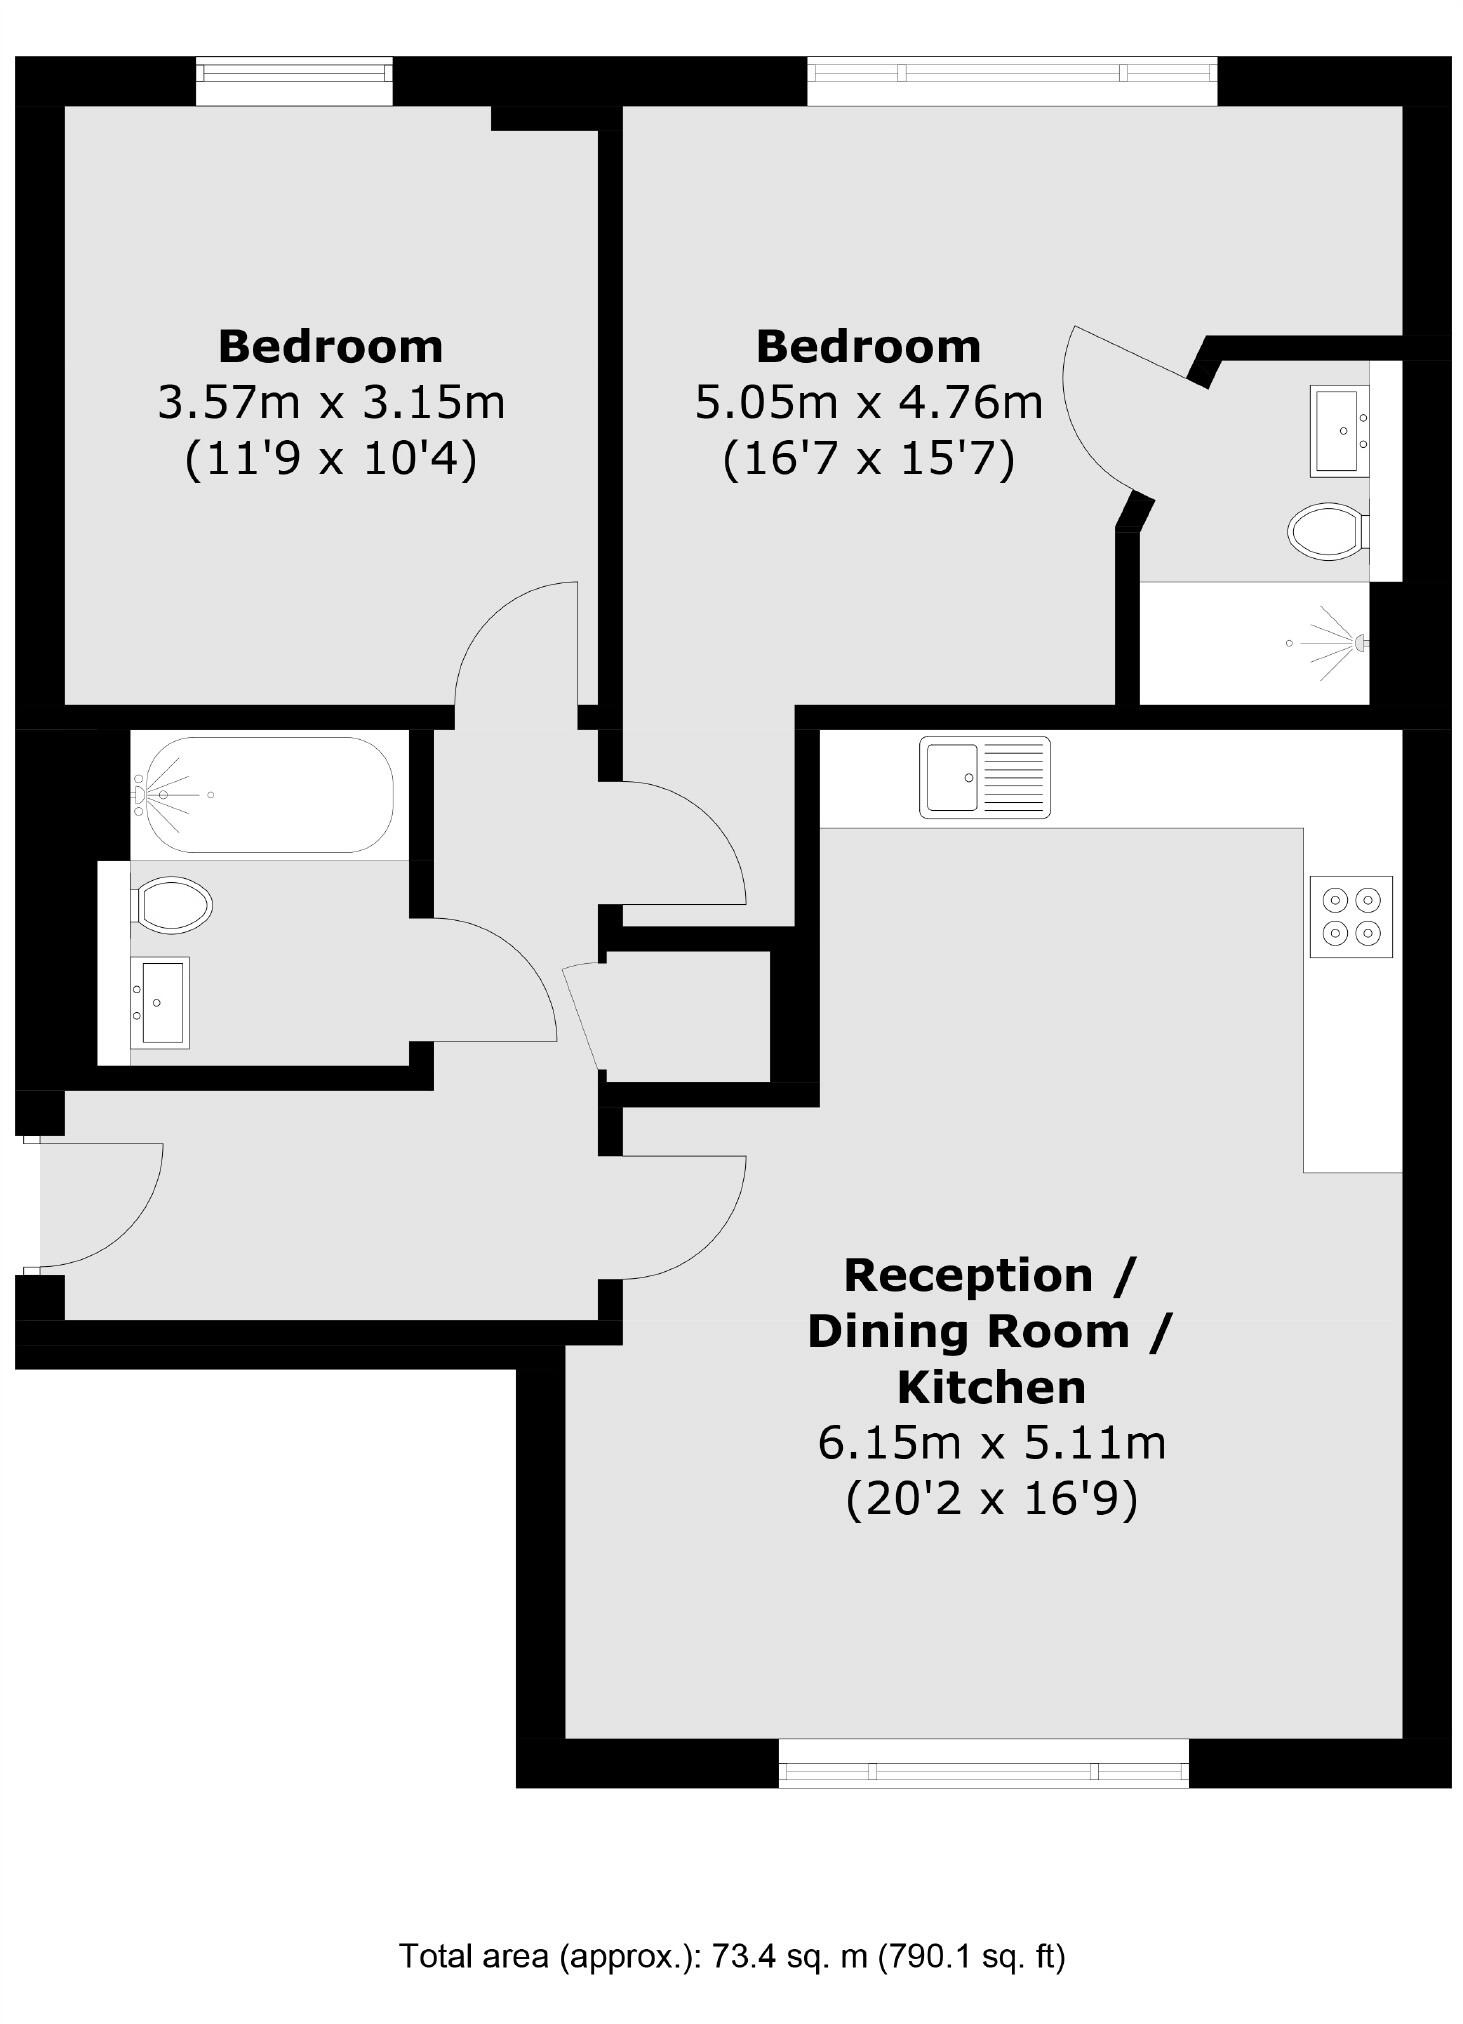 Bedroom
3.57m x 3.15m
(11'9 x 10'4)
Bedroom
5.05m x 4.76m
(16'7 x 15'7)
Reception /
Dining Room /
Kitchen
6.15m x 5.11m
(20'2 x 16'9)
Total area (approx.): 73.4 sq. m (790.1 sq. ft)